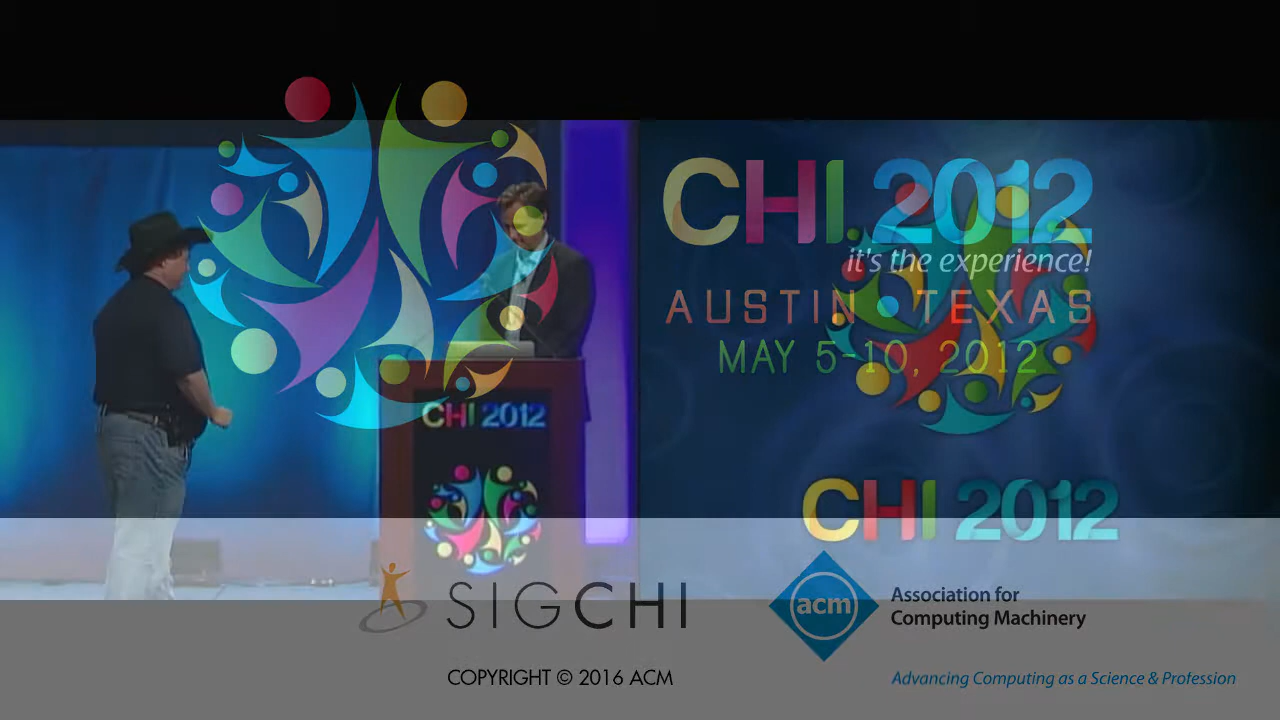 CHI 2012
it's the experience!
AUSTIN • TEXAS
MAY 5-10, 2012
CHI 2012
CHI 2012
SIGCHI
acm
Association for
Computing Machinery
COPYRIGHT © 2016 ACM
Advancing Computing as a Science & Profession